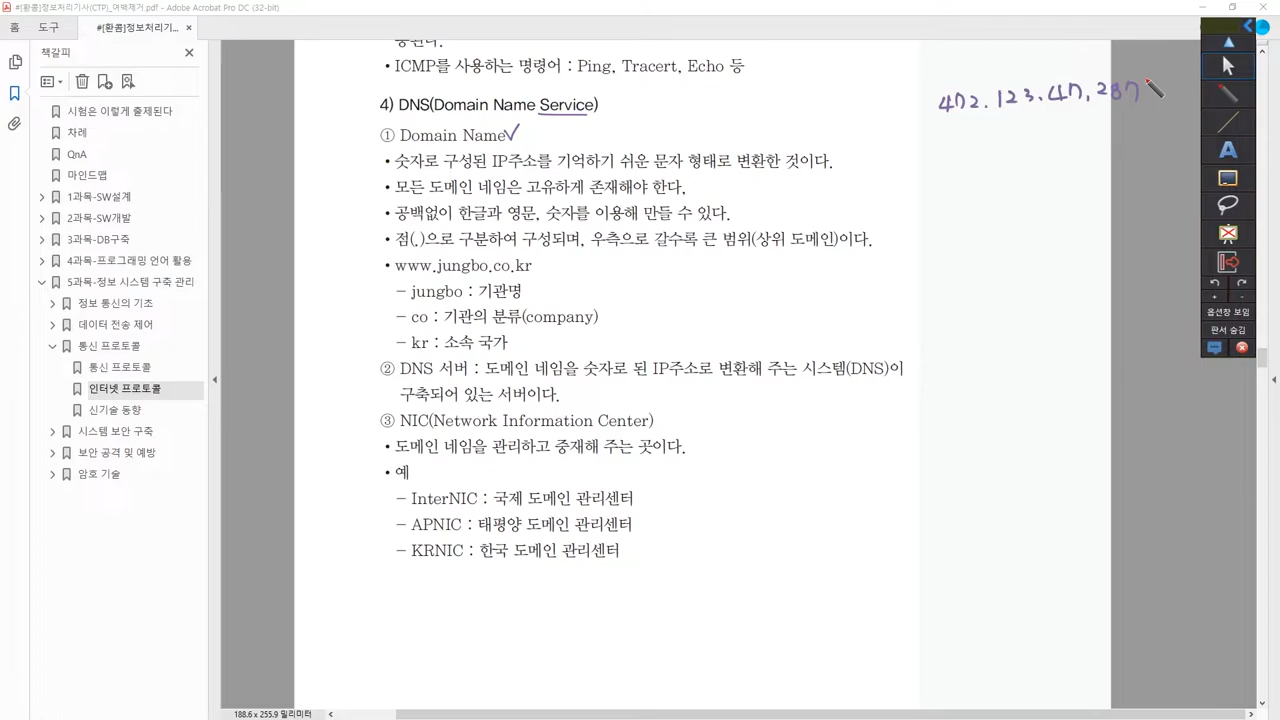 #[환콤]정보처리기사(CTP)_여백제거.pdf - Adobe Acrobat Pro DC (32-bit)
홈 도구 #[환콤]정보처리기... ×
책갈피
시험은 이렇게 출제된다
차례
QnA
마인드맵
1과목-SW설계
2과목-SW개발
3과목-DB구축
4과목-프로그래밍 언어 활용
5과목-정보 시스템 구축 관리
정보 통신의 기초
데이터 전송 제어
통신 프로토콜
통신 프로토콜
인터넷 프로토콜
신기술 동향
시스템 보안 구축
보안 공격 및 예방
암호 기술
• ICMP를 사용하는 명령어 : Ping, Tracert, Echo 등
4) DNS(Domain Name Service)
① Domain Name
• 숫자로 구성된 IP주소를 기억하기 쉬운 문자 형태로 변환한 것이다.
• 모든 도메인 네임은 고유하게 존재해야 한다.
• 공백없이 한글과 영문, 숫자를 이용해 만들 수 있다.
• 점(.)으로 구분하여 구성되며, 우측으로 갈수록 큰 범위(상위 도메인)이다.
• www.jungbo.co.kr
– jungbo : 기관명
– co : 기관의 분류(company)
– kr : 소속 국가
② DNS 서버 : 도메인 네임을 숫자로 된 IP주소로 변환해 주는 시스템(DNS)이
구축되어 있는 서버이다.
③ NIC(Network Information Center)
• 도메인 네임을 관리하고 중재해 주는 곳이다.
• 예
– InterNIC : 국제 도메인 관리센터
– APNIC : 태평양 도메인 관리센터
– KRNIC : 한국 도메인 관리센터
472.123.47.287
옵션창 보임
판서 숨김
188.6 x 255.9 밀리미터